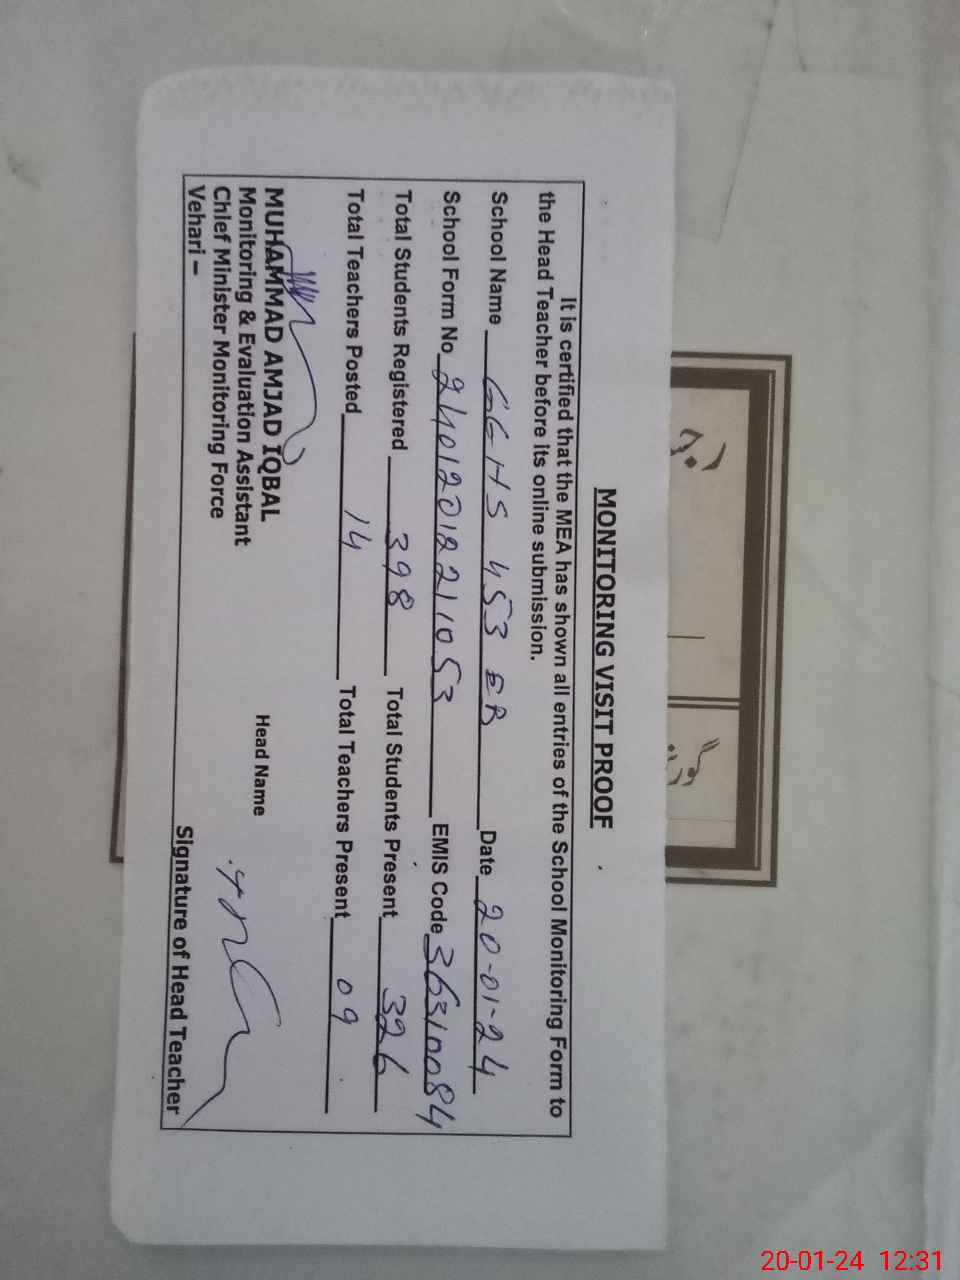 MONITORING VISIT PROOF
It is certified that the MEA has shown all entries of the School Monitoring Form to
the Head Teacher before its online submission.
School Name GGHS 453 EB Date 20-01-24
School Form No 24012012211053 EMIS Code 36310084
Total Students Registered 398 Total Students Present 326
Total Teachers Posted 14 Total Teachers Present 09
MUHAMMAD AMJAD IQBAL
Monitoring & Evaluation Assistant
Chief Minister Monitoring Force
Vehari –
Head Name
Signature of Head Teacher
20-01-24 12:31